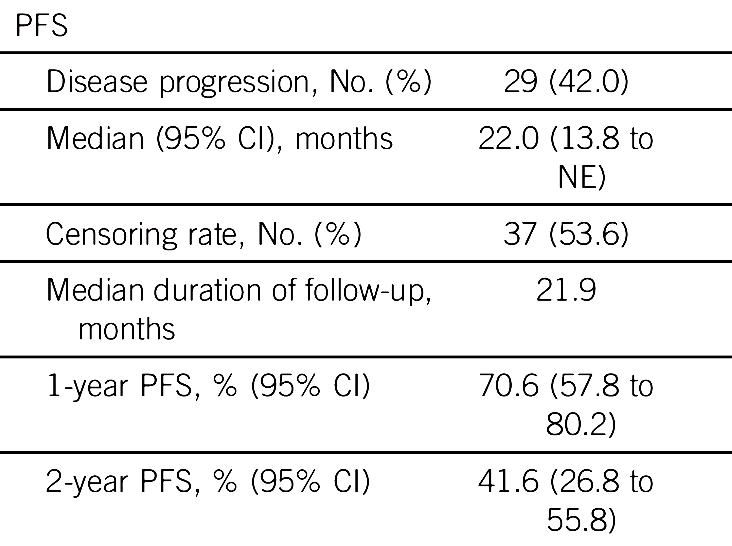 PFS
Disease progression, No. (%) 29 (42.0)
Median (95% CI), months 22.0 (13.8 to
NE)
Censoring rate, No. (%) 37 (53.6)
Median duration of follow-up, 21.9
months
1-year PFS, % (95% CI) 70.6 (57.8 to
80.2)
2-year PFS, % (95% CI) 41.6 (26.8 to
55.8)